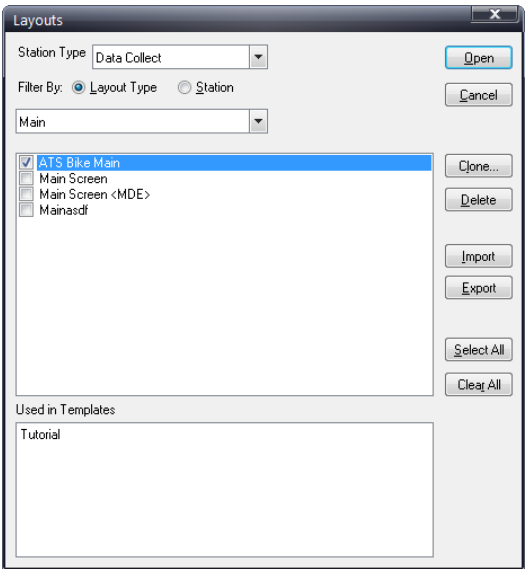 Layouts
Station Type Data Collect
Open
Filter By: Layout Type Station
Cancel
Main
ATS Bike Main
Main Screen
Main Screen <MDE>
Mainasdf
Clone...
Delete
Import
Export
Select All
Clear All
Used in Templates
Tutorial